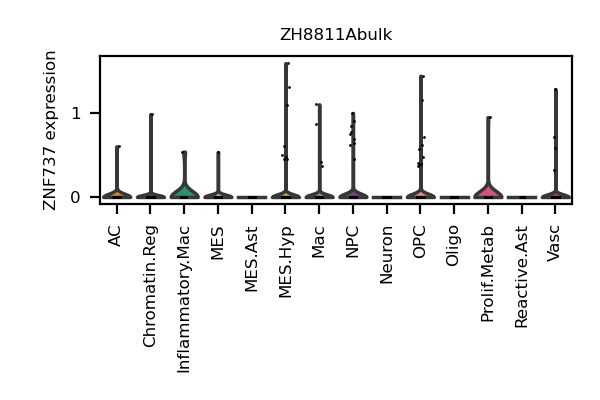 ZH8811Abulk
ZNF737 expression
1
0
AC
Chromatin.Reg
Inflammatory.Mac
MES
MES.Ast
MES.Hyp
Mac
NPC
Neuron
OPC
Oligo
Prolif.Metab
Reactive.Ast
Vasc